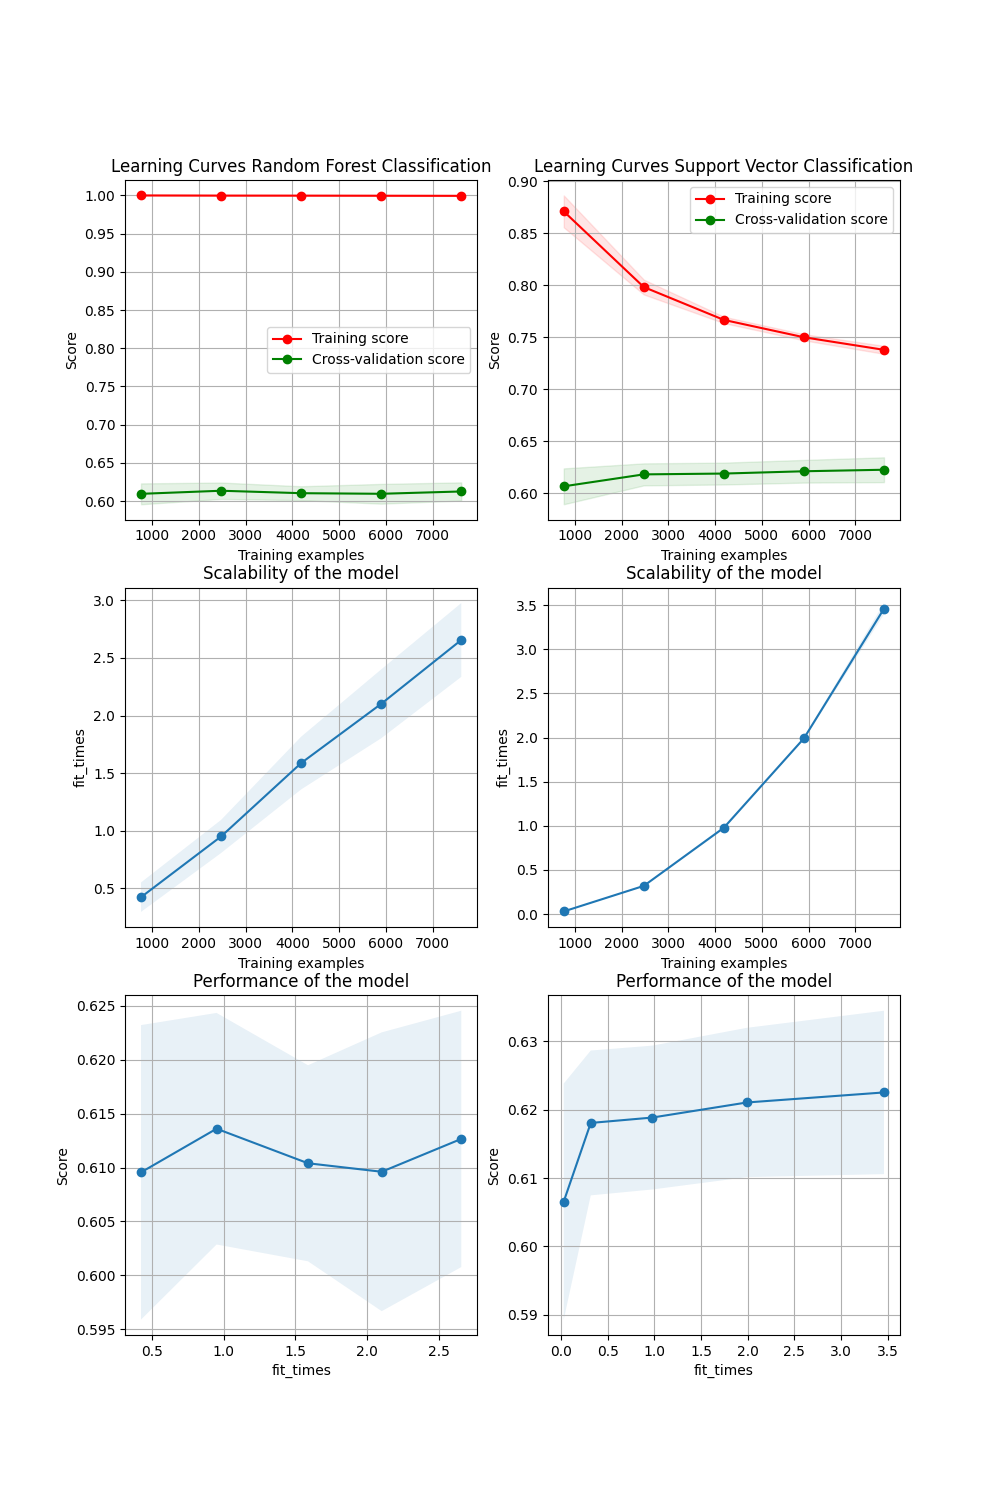 Learning Curves Random Forest Classification
Score
1.00
0.95
0.90
0.85
0.80
0.75
0.70
0.65
0.60
Training score
Cross-validation score
1000 2000 3000 4000 5000 6000 7000
Training examples
Learning Curves Support Vector Classification
Score
0.90
0.85
0.80
0.75
0.70
0.65
0.60
Training score
Cross-validation score
1000 2000 3000 4000 5000 6000 7000
Training examples
Scalability of the model
fit_times
3.0
2.5
2.0
1.5
1.0
0.5
1000 2000 3000 4000 5000 6000 7000
Training examples
Scalability of the model
fit_times
3.5
3.0
2.5
2.0
1.5
1.0
0.5
0.0
1000 2000 3000 4000 5000 6000 7000
Training examples
Performance of the model
Score
0.625
0.620
0.615
0.610
0.605
0.600
0.595
0.5 1.0 1.5 2.0 2.5
fit_times
Performance of the model
Score
0.63
0.62
0.61
0.60
0.59
0.0 0.5 1.0 1.5 2.0 2.5 3.0 3.5
fit_times